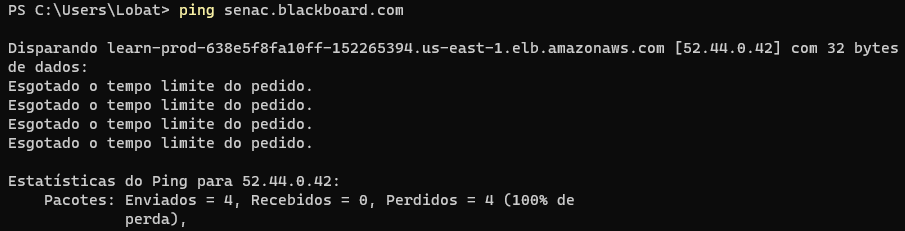 PS C:\Users\Lobat> ping senac.blackboard.com
Disparando learn-prod-638e5f8fa10ff-152265394.us-east-1.elb.amazonaws.com [52.44.0.42] com 32 bytes
de dados:
Esgotado o tempo limite do pedido.
Esgotado o tempo limite do pedido.
Esgotado o tempo limite do pedido.
Esgotado o tempo limite do pedido.
Estatísticas do Ping para 52.44.0.42:
Pacotes: Enviados = 4, Recebidos = 0, Perdidos = 4 (100% de
perda),